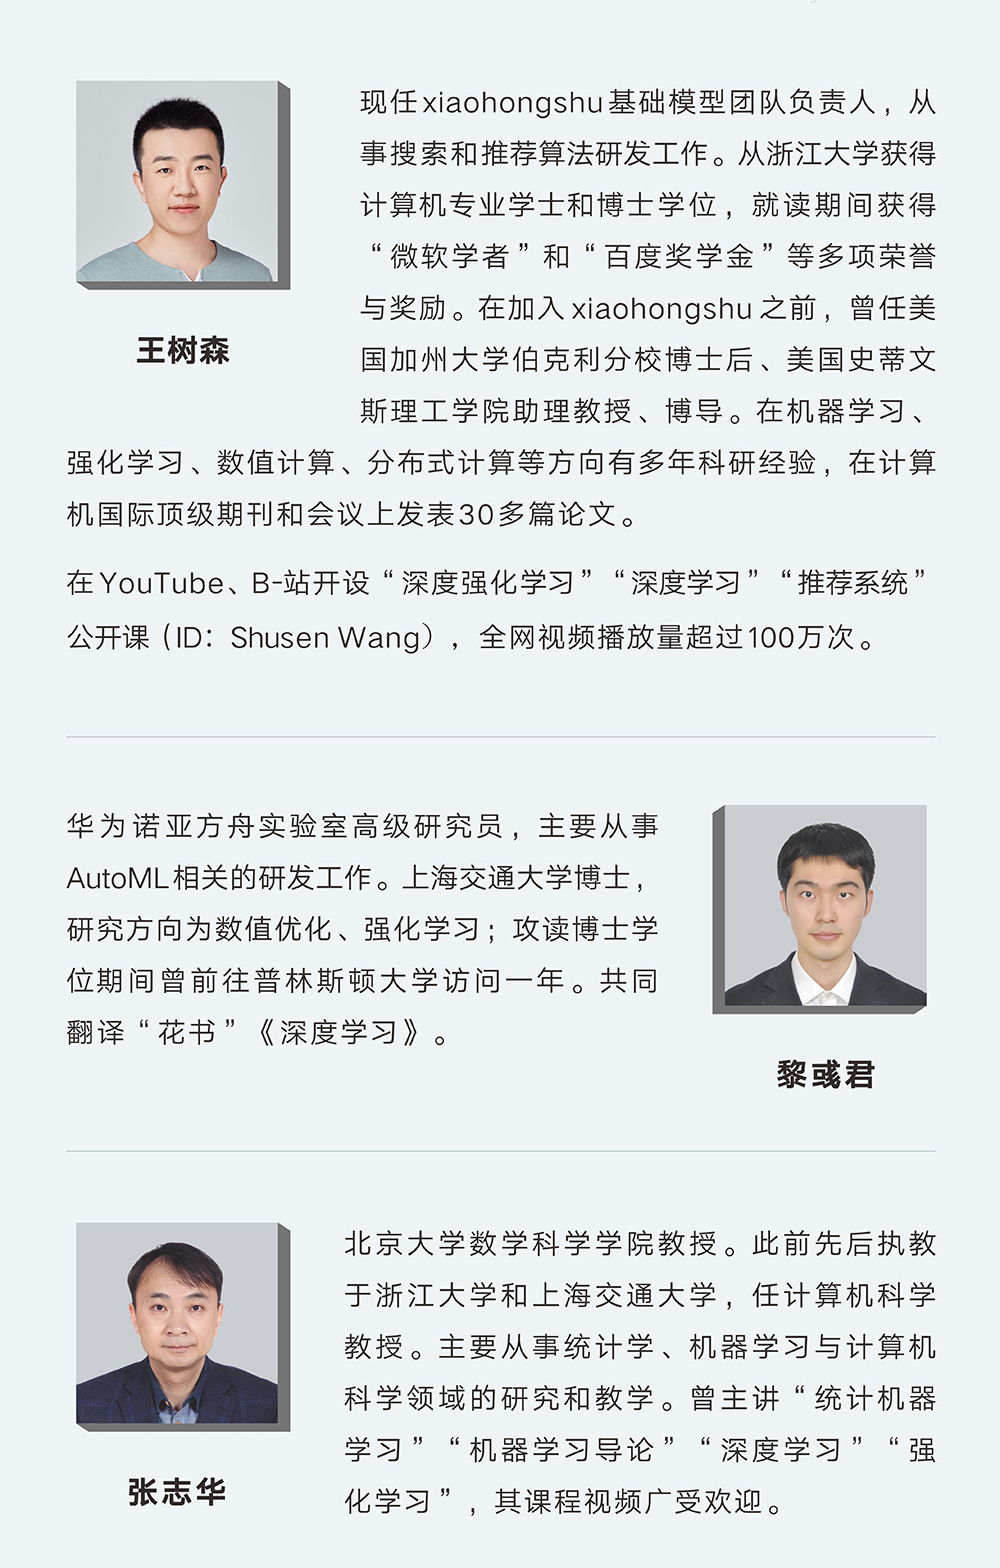 现任xiaohongshu基础模型团队负责人，从
事搜索和推荐算法研发工作。从浙江大学获得
计算机专业学士和博士学位，就读期间获得
“微软学者”和“百度奖学金”等多项荣誉
与奖励。在加入xiaohongshu之前，曾任美
国加州大学伯克利分校博士后、美国史蒂文
斯理工学院助理教授、博导。在机器学习、
王树森
强化学习、数值计算、分布式计算等方向有多年科研经验，在计算
机国际顶级期刊和会议上发表30多篇论文。
在YouTube、B-站开设“深度强化学习”“深度学习”“推荐系统”
公开课（ID：Shusen Wang），全网视频播放量超过100万次。
华为诺亚方舟实验室高级研究员，主要从事
AutoML相关的研发工作。上海交通大学博士，
研究方向为数值优化、强化学习；攻读博士学
位期间曾前往普林斯顿大学访问一年。共同
翻译“花书”《深度学习》。
黎彧君
北京大学数学科学学院教授。此前先后执教
于浙江大学和上海交通大学，任计算机科学
教授。主要从事统计学、机器学习与计算机
科学领域的研究和教学。曾主讲“统计机器
学习”“机器学习导论”“深度学习”“强
化学习”，其课程视频广受欢迎。
张志华